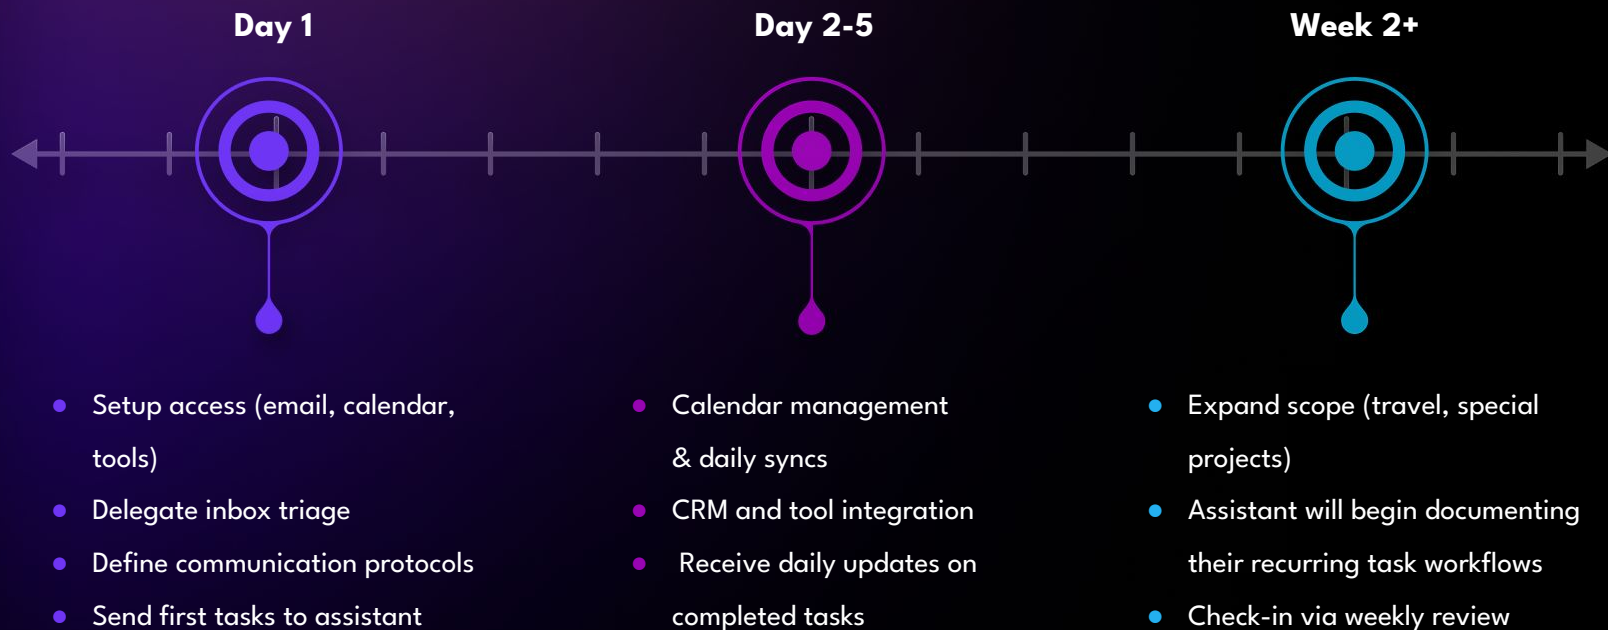 Day 1
Day 2-5
Week 2+
Setup access (email, calendar,
tools)
Delegate inbox triage
Define communication protocols
Send first tasks to assistant
Calendar management
& daily syncs
CRM and tool integration
Receive daily updates on
completed tasks
Expand scope (travel, special
projects)
Assistant will begin documenting
their recurring task workflows
Check-in via weekly review